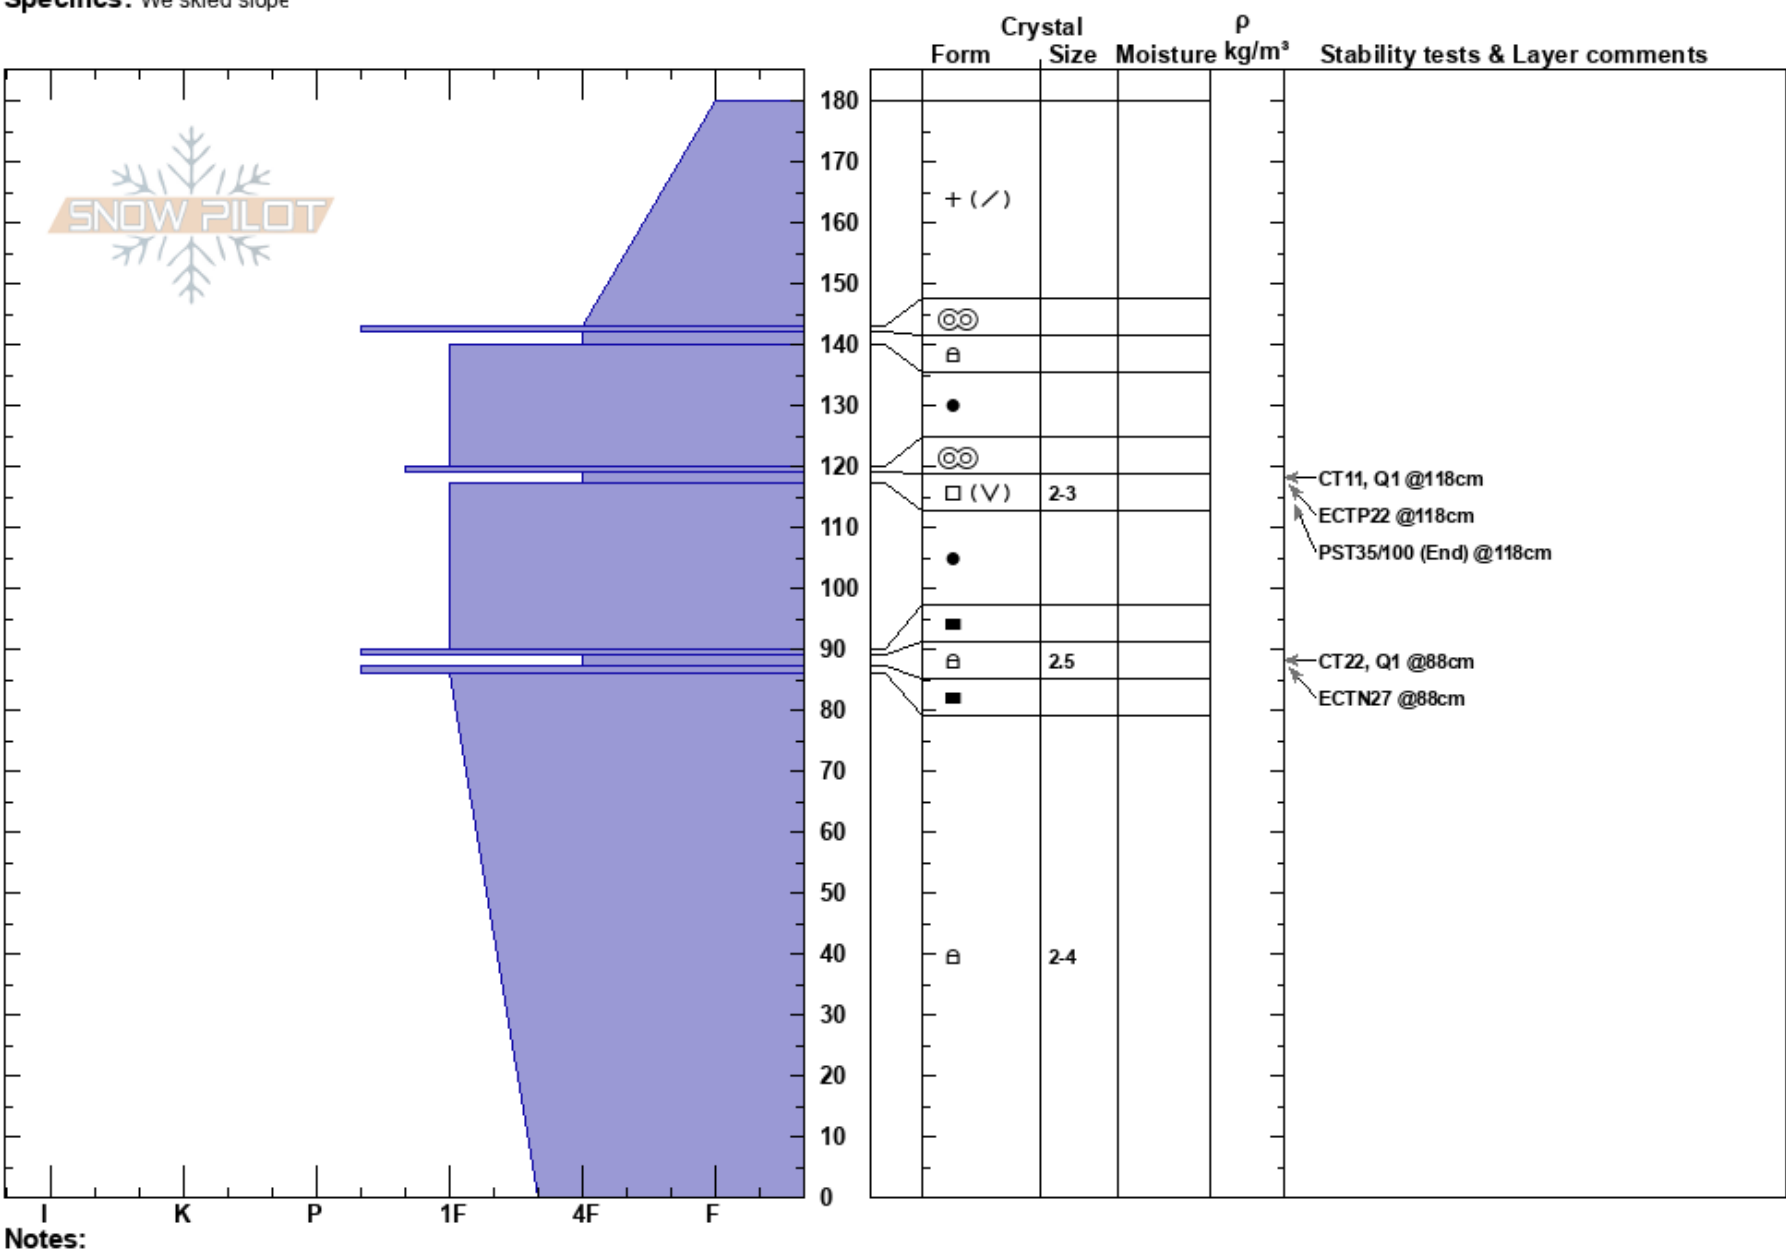 Specifics: We skied slope
Crystal ρ
Form Size Moisture kg/m³ Stability tests & Layer comments
180
170
+ (/)
160
SNOW PILOT
150
140
130
120
CT11, Q1 @118cm
2-3
ECTP22 @118cm
110
PST35/100 (End) @118cm
100
90
2.5
CT22, Q1 @88cm
ECTN27 @88cm
80
70
60
50
40
2-4
30
20
10
0
I K P 1F 4F F
Notes: